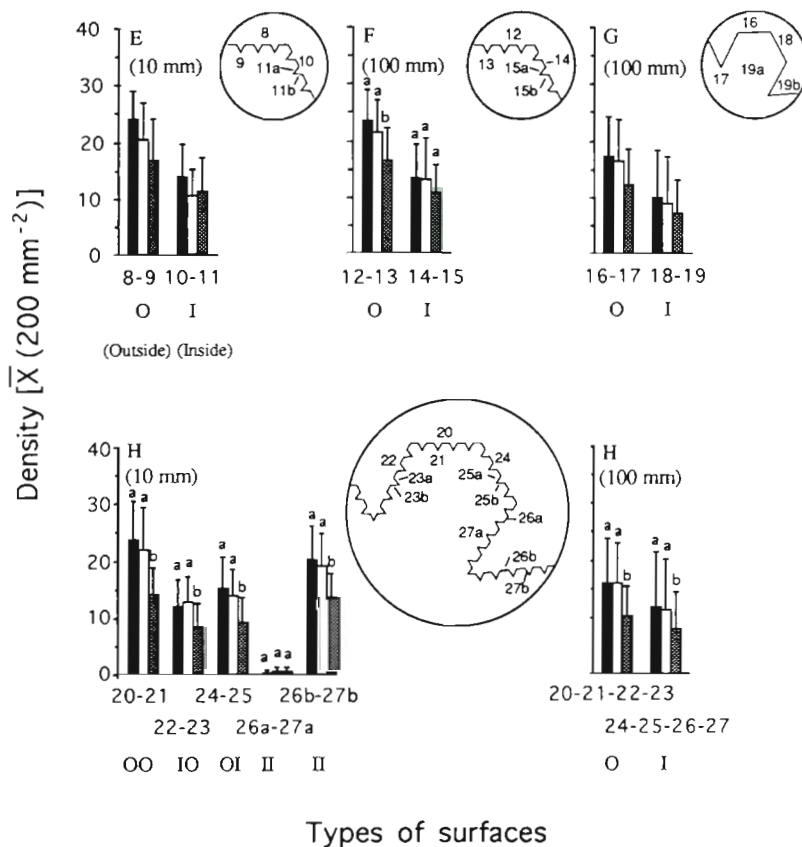 E
(10 mm)
8
9
10
11a
11b
F
(100 mm)
12
13
14
15a
15b
G
(100 mm)
16
17
18
19a
19b
40
30
20
10
0
a a b
a a a
8-9 10-11
O I
(Outside) (Inside)
12-13 14-15
O I
16-17 18-19
O I
Density [X̄ (200 mm⁻²)]
H
(10 mm)
40
30
20
10
0
a a b
a a b
a a b
a a a
a a b
20
21
22
23a
23b
24
25a
25b
26a
27a
26b
27b
20-21 24-25 26b-27b
22-23 26a-27a
OO IO OI II II
H
(100 mm)
a a b
a a b
20-21-22-23
24-25-26-27
O I
Types of surfaces